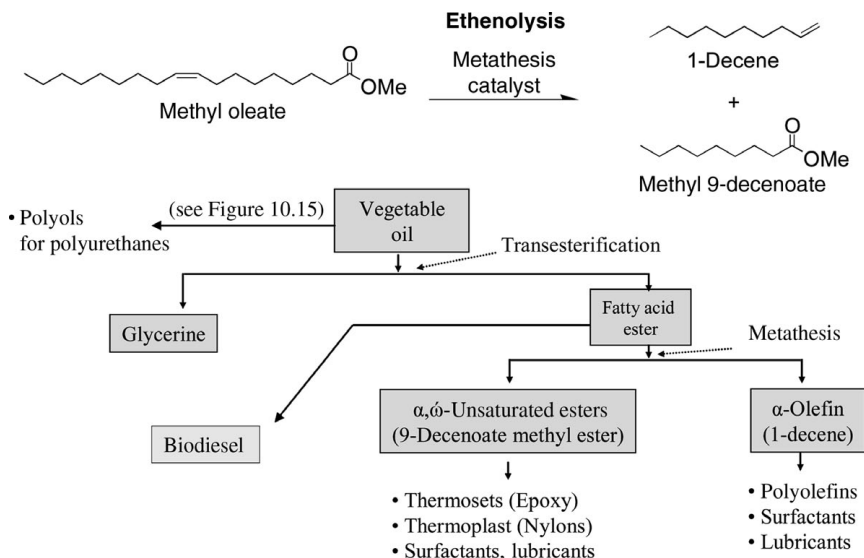 Ethenolysis
Metathesis
catalyst
O
OMe
Methyl oleate
1-Decene
+
O
OMe
Methyl 9-decenoate
• Polyols
for polyurethanes
(see Figure 10.15)
Vegetable
oil
Transesterification
Glycerine
Fatty acid
ester
Metathesis
Biodiesel
α,ώ-Unsaturated esters
(9-Decenoate methyl ester)
α-Olefin
(1-decene)
• Thermosets (Epoxy)
• Thermoplast (Nylons)
• Surfactants, lubricants
• Polyolefins
• Surfactants
• Lubricants